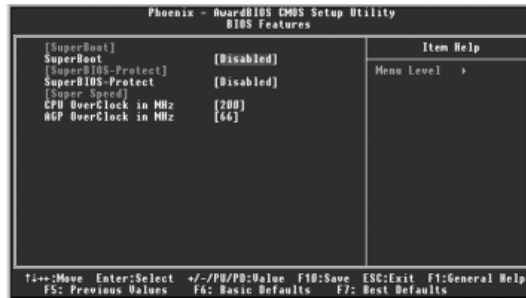 Phoenix - AwardBIOS CMOS Setup Utility
BIOS Features
[SuperBoot]
SuperBoot [Disabled]
[SuperBIOS-Protect]
SuperBIOS-Protect [Disabled]
[Super Speed]
CPU OverClock in MHz [200]
AGP OverClock in MHz [66]
Item Help
Menu Level ▸
↑↓→←:Move Enter:Select +/-/PU/PD:Value F10:Save ESC:Exit F1:General Help
F5: Previous Values F6: Basic Defaults F7: Best Defaults